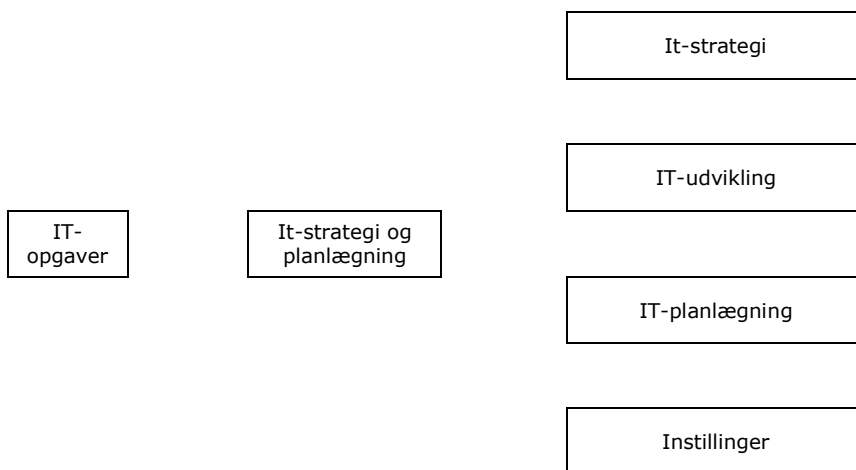 IT-
opgaver
It-strategi og
planlægning
It-strategi
IT-udvikling
IT-planlægning
Instillinger